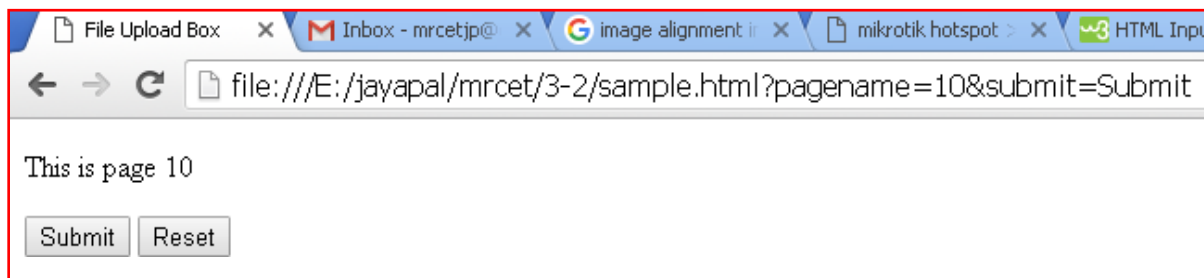 File Upload Box Inbox - mrcetjp@ image alignment i mikrotik hotspot > w3 HTML Inpu
file:///E:/jayapal/mrcet/3-2/sample.html?pagename=10&submit=Submit
This is page 10
Submit Reset